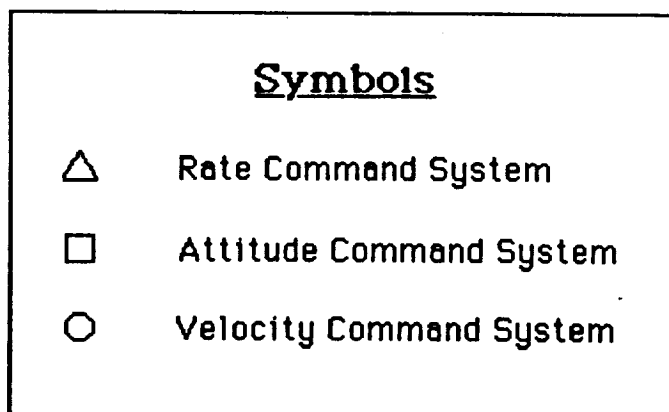 Symbols
Rate Command System
Attitude Command System
Velocity Command System